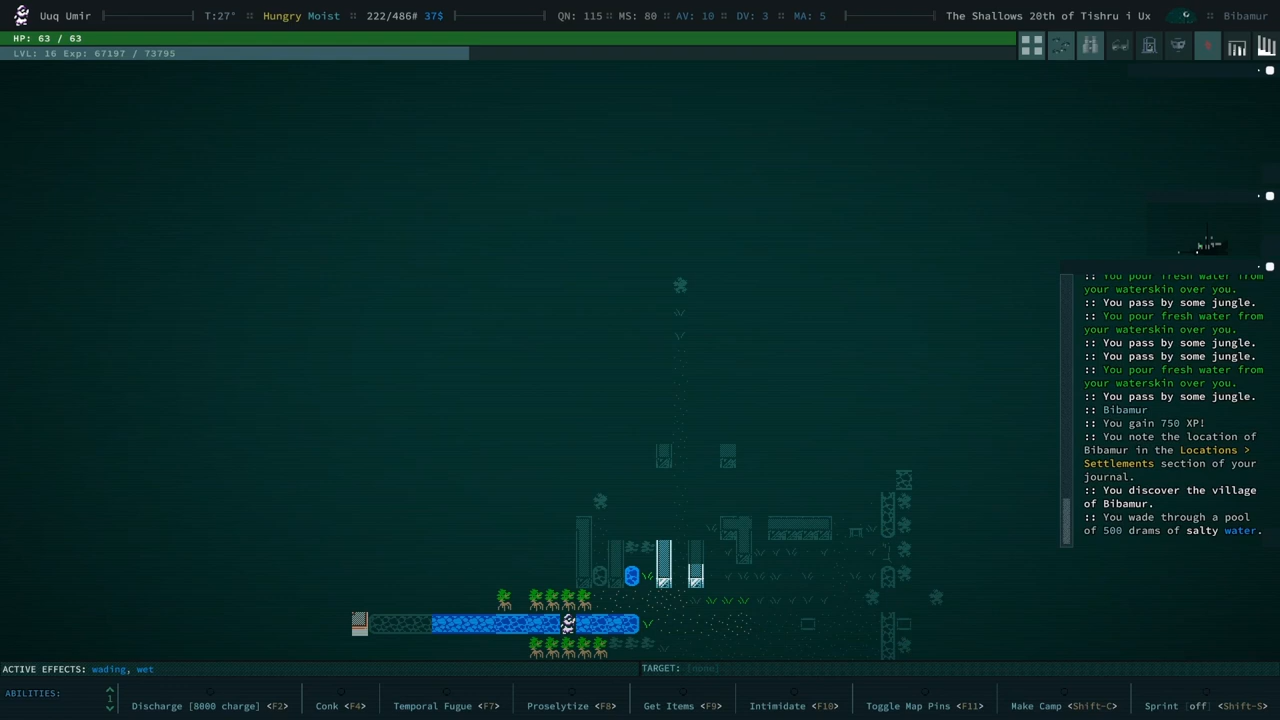 Uuq Umir T:27° :: Hungry Moist :: 222/486# 37$ QN: 115 :: MS: 80 :: AV: 10 :: DV: 3 :: MA: 5 The Shallows 20th of Tishru i Ux :: Bibamur
HP: 63 / 63
LVL: 16 Exp: 67197 / 73795
:: You pour fresh water from
your waterskin over you.
:: You pass by some jungle.
:: You pour fresh water from
your waterskin over you.
:: You pass by some jungle.
:: You pass by some jungle.
:: You pour fresh water from
your waterskin over you.
:: You pass by some jungle.
:: Bibamur
:: You gain 750 XP!
:: You note the location of
Bibamur in the Locations >
Settlements section of your
journal.
:: You discover the village
of Bibamur.
:: You wade through a pool
of 500 drams of salty water.
ACTIVE EFFECTS: wading, wet TARGET: [none]
ABILITIES: 1 Discharge [8000 charge] <F2> Conk <F4> Temporal Fugue <F7> Proselytize <F8> Get Items <F9> Intimidate <F10> Toggle Map Pins <F11> Make Camp <Shift-C> Sprint [off] <Shift-S>